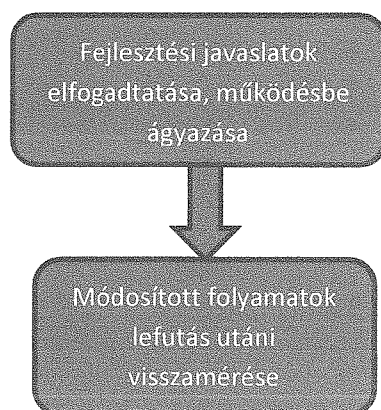 Fejlesztési javaslatok
elfogadtatása, működésbe
ágyazása
Módosított folyamatok
lefutás utáni
visszamérése